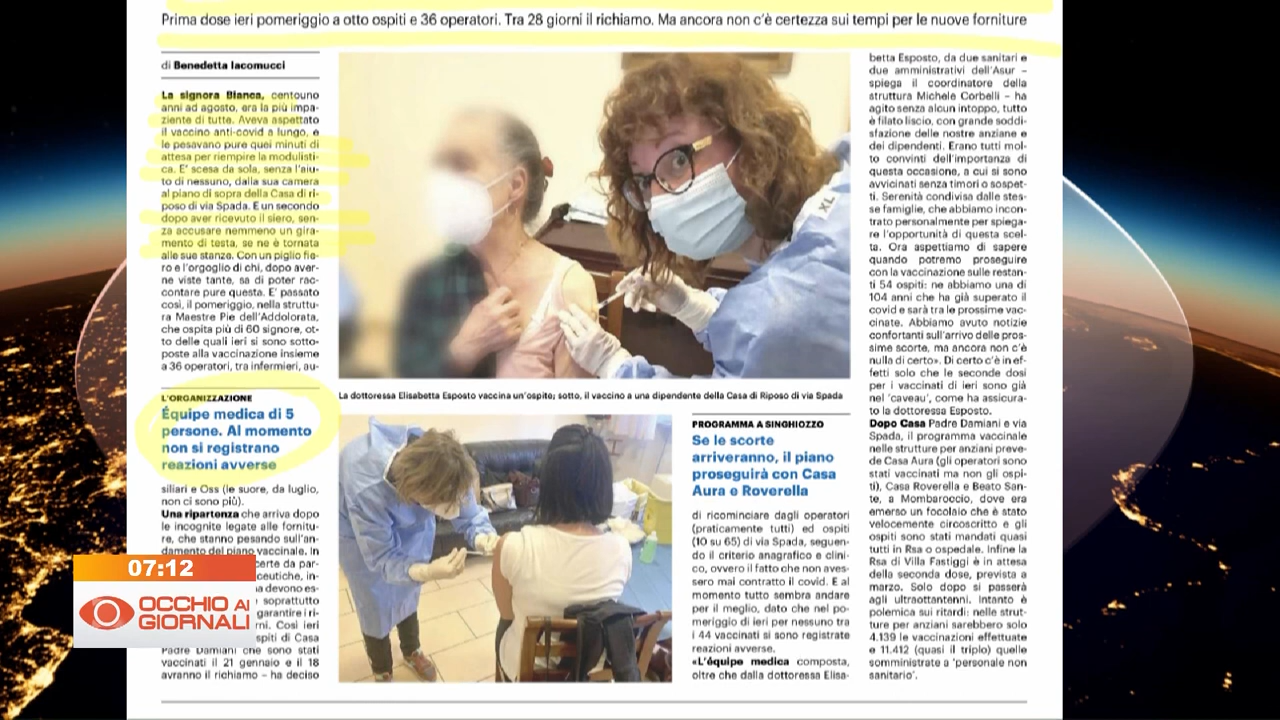 Prima dose ieri pomeriggio a otto ospiti e 36 operatori. Tra 28 giorni il richiamo. Ma ancora non c'è certezza sui tempi per le nuove forniture
di Benedetta Iacomucci
La signora Bianca, centouno
anni ad agosto, era la più impa-
ziente di tutte. Aveva aspettato
il vaccino anti-covid a lungo, e
le pesavano pure quei minuti di
attesa per riempire la modulisti-
ca. E' scesa da sola, senza l'aiu-
to di nessuno, dalla sua camera
al piano di sopra della Casa di ri-
poso di via Spada. E un secondo
dopo aver ricevuto il siero, sen-
za accusare nemmeno un gira-
mento di testa, se ne è tornata
alle sue stanze. Con un piglio fie-
ro e l'orgoglio di chi, dopo aver-
ne viste tante, sa di poter rac-
contare pure questa. E' passato
così, il pomeriggio, nella struttu-
ra Maestre Pie dell'Addolorata,
che ospita più di 60 signore, ot-
to delle quali ieri si sono sotto-
poste alla vaccinazione insieme
a 36 operatori, tra infermieri, au-
L'ORGANIZZAZIONE
Équipe medica di 5
persone. Al momento
non si registrano
reazioni avverse
siliari e Oss (le suore, da luglio,
non ci sono più).
Una ripartenza che arriva dopo
le incognite legate alle fornitu-
re, che stanno pesando sull'an-
damento del piano vaccinale. In
certe da par-
ceutiche, in-
a devono es-
soprattutto
garantire i ri-
rni. Così ieri
spiti di Casa
Padre Damiani che sono stati
vaccinati il 21 gennaio e il 18
avranno il richiamo – ha deciso
La dottoressa Elisabetta Esposto vaccina un'ospite; sotto, il vaccino a una dipendente della Casa di Riposo di via Spada
PROGRAMMA A SINGHIOZZO
Se le scorte
arriveranno, il piano
proseguirà con Casa
Aura e Roverella
di ricominciare dagli operatori
(praticamente tutti) ed ospiti
(10 su 65) di via Spada, seguen-
do il criterio anagrafico e clini-
co, ovvero il fatto che non aves-
sero mai contratto il covid. E al
momento tutto sembra andare
per il meglio, dato che nel po-
meriggio di ieri per nessuno tra
i 44 vaccinati si sono registrate
reazioni avverse.
«L'équipe medica composta,
oltre che dalla dottoressa Elisa-
betta Esposto, da due sanitari e
due amministrativi dell'Asur –
spiega il coordinatore della
struttura Michele Corbelli – ha
agito senza alcun intoppo, tutto
è filato liscio, con grande soddi-
sfazione delle nostre anziane e
dei dipendenti. Erano tutti mol-
to convinti dell'importanza di
questa occasione, a cui si sono
avvicinati senza timori o sospet-
ti. Serenità condivisa dalle stes-
se famiglie, che abbiamo incon-
trato personalmente per spiega-
re l'opportunità di questa scel-
ta. Ora aspettiamo di sapere
quando potremo proseguire
con la vaccinazione sulle restan-
ti 54 ospiti: ne abbiamo una di
104 anni che ha già superato il
covid e sarà tra le prossime vac-
cinate. Abbiamo avuto notizie
confortanti sull'arrivo delle pros-
sime scorte, ma ancora non c'è
nulla di certo». Di certo c'è in ef-
fetti solo che le seconde dosi
per i vaccinati di ieri sono già
nel 'caveau', come ha assicura-
to la dottoressa Esposto.
Dopo Casa Padre Damiani e via
Spada, il programma vaccinale
nelle strutture per anziani preve-
de Casa Aura (gli operatori sono
stati vaccinati ma non gli ospi-
ti), Casa Roverella e Beato San-
te, a Mombaroccio, dove era
emerso un focolaio che è stato
velocemente circoscritto e gli
ospiti sono stati mandati quasi
tutti in Rsa o ospedale. Infine la
Rsa di Villa Fastiggi è in attesa
della seconda dose, prevista a
marzo. Solo dopo si passerà
agli ultraottantenni. Intanto è
polemica sui ritardi: nelle strut-
ture per anziani sarebbero solo
4.139 le vaccinazioni effettuate
e 11.412 (quasi il triplo) quelle
somministrate a 'personale non
sanitario'.
XL
07:12
OCCHIO AI
GIORNALI